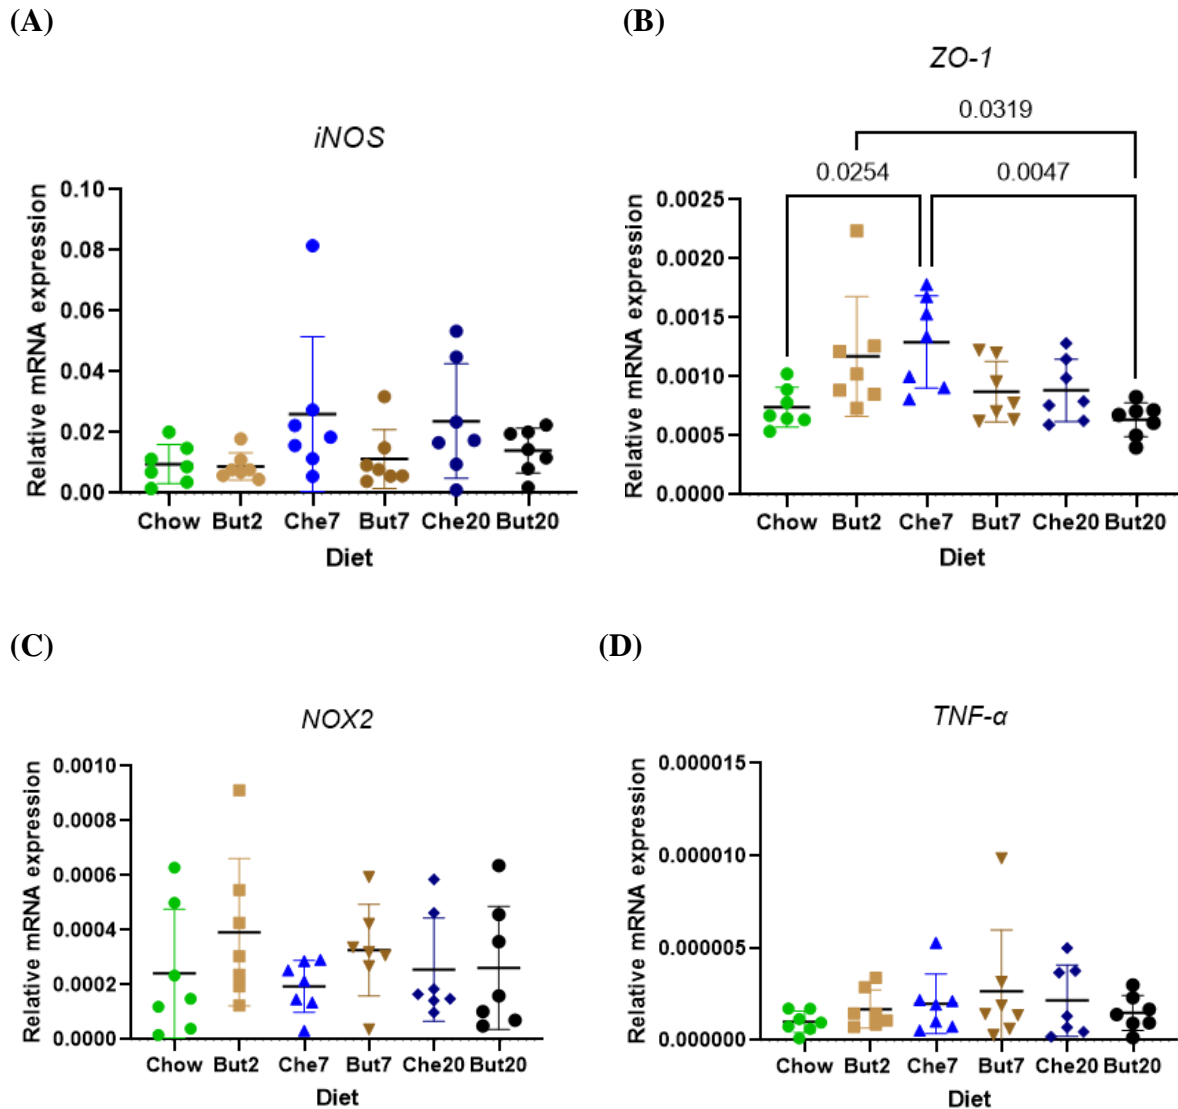 (A)
iNOS
Relative mRNA expression
0.10
0.08
0.06
0.04
0.02
0.00
Chow But2 Che7 But7 Che20 But20
Diet
(B)
ZO-1
0.0319
0.0254 0.0047
Relative mRNA expression
0.0025
0.0020
0.0015
0.0010
0.0005
0.0000
Chow But2 Che7 But7 Che20 But20
Diet
(C)
NOX2
Relative mRNA expression
0.0010
0.0008
0.0006
0.0004
0.0002
0.0000
Chow But2 Che7 But7 Che20 But20
Diet
(D)
TNF-α
Relative mRNA expression
0.000015
0.000010
0.000005
0.000000
Chow But2 Che7 But7 Che20 But20
Diet